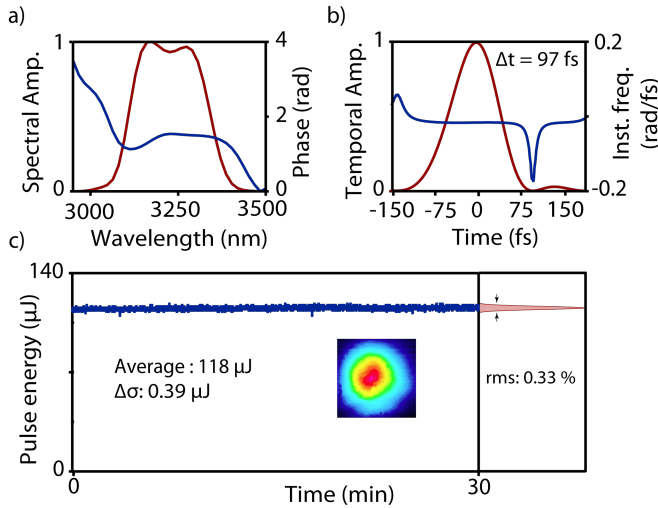 a)
1
Spectral Amp.
0
4
2
0
Phase (rad)
3000
3250
3500
Wavelength (nm)
b)
1
Temporal Amp.
0
Δt = 97 fs
0.2
-0.2
Inst. freq.
(rad/fs)
-150
-75
0
75
150
Time (fs)
c)
140
Pulse energy (µJ)
0
Average : 118 µJ
Δσ: 0.39 µJ
rms: 0.33 %
0
30
Time (min)